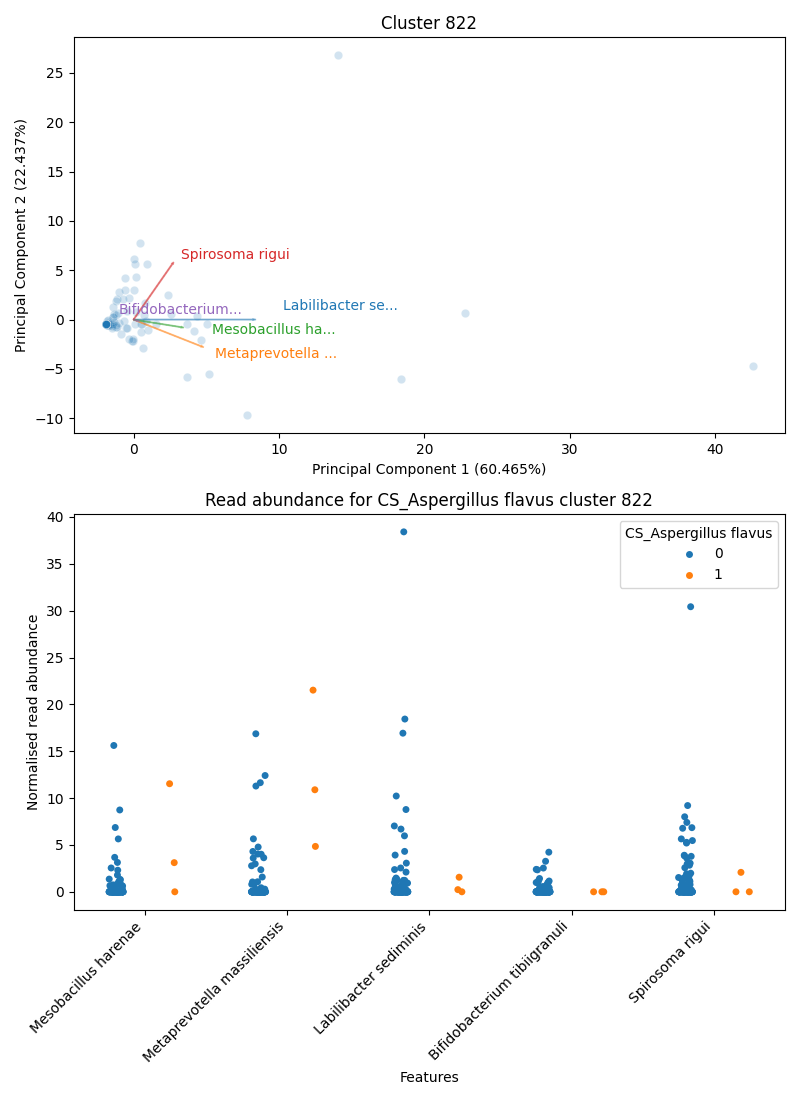 Cluster 822
Principal Component 2 (22.437%)
25
20
15
10
5
0
−5
−10
Spirosoma rigui
Bifidobacterium...
Labilibacter se...
Mesobacillus ha...
Metaprevotella ...
0
10
20
30
40
Principal Component 1 (60.465%)
Read abundance for CS_Aspergillus flavus cluster 822
Normalised read abundance
40
35
30
25
20
15
10
5
0
CS_Aspergillus flavus
0
1
Mesobacillus harenae
Metaprevotella massiliensis
Labilibacter sediminis
Bifidobacterium tibiigranuli
Spirosoma rigui
Features